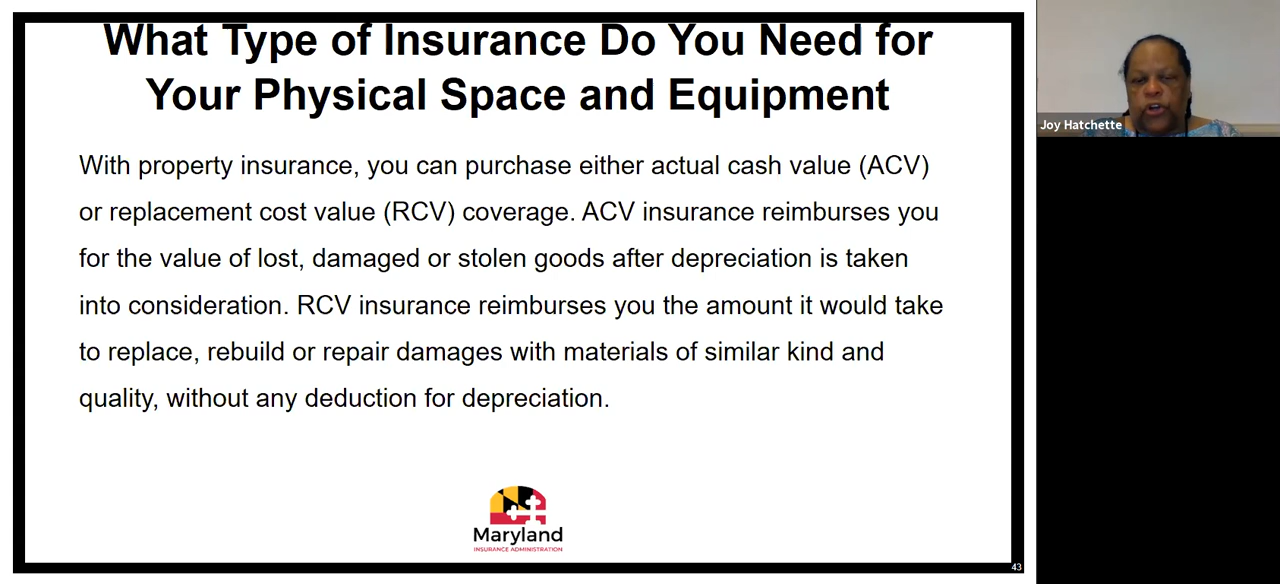 What Type of Insurance Do You Need for
Your Physical Space and Equipment
With property insurance, you can purchase either actual cash value (ACV)
or replacement cost value (RCV) coverage. ACV insurance reimburses you
for the value of lost, damaged or stolen goods after depreciation is taken
into consideration. RCV insurance reimburses you the amount it would take
to replace, rebuild or repair damages with materials of similar kind and
quality, without any deduction for depreciation.
Maryland
INSURANCE ADMINISTRATION
43
Joy Hatchette